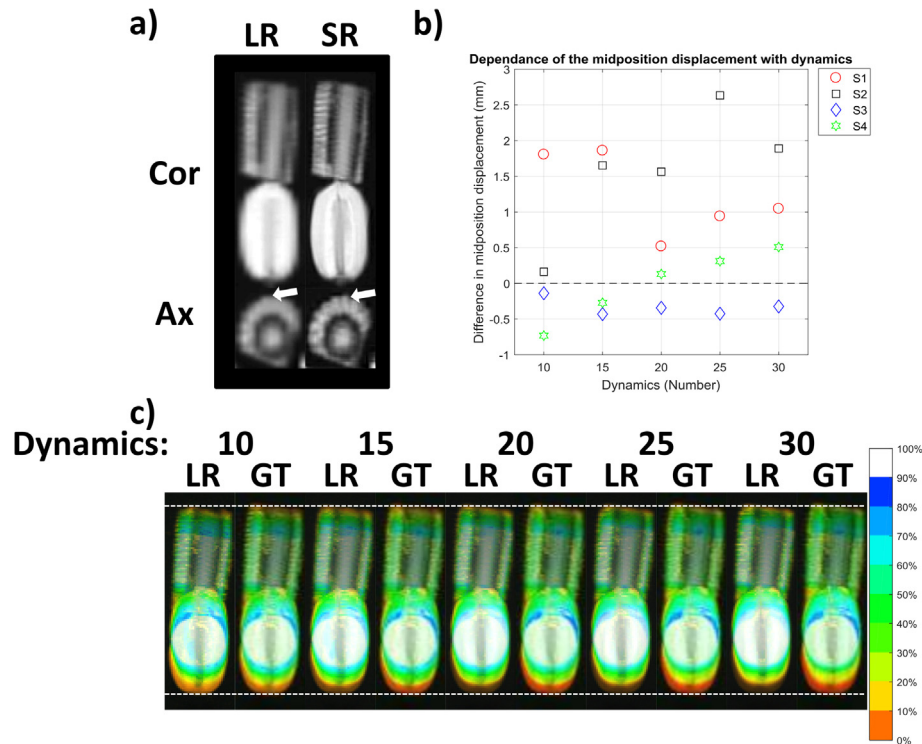 a)
LR SR
Cor
Ax
b)
Dependance of the midposition displacement with dynamics
Difference in midposition displacement (mm)
3
2.5
2
1.5
1
0.5
0
-0.5
-1
10 15 20 25 30
Dynamics (Number)
S1
S2
S3
S4
c)
Dynamics: 10 15 20 25 30
LR GT LR GT LR GT LR GT LR GT
100%
90%
80%
70%
60%
50%
40%
30%
20%
10%
0%